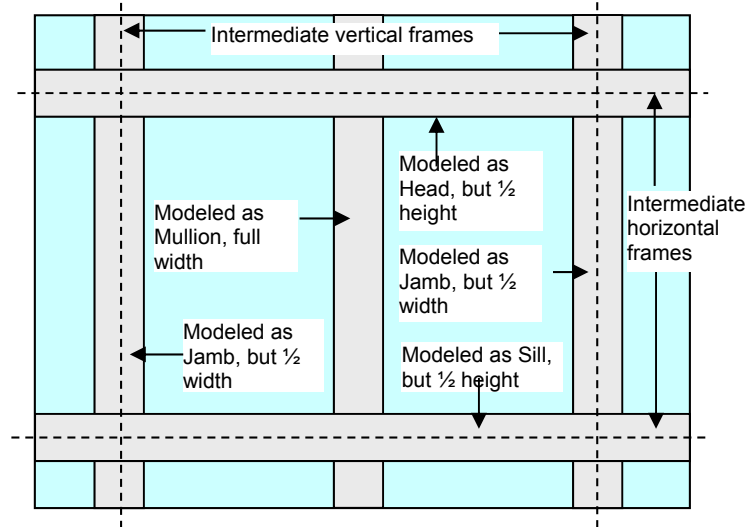 Intermediate vertical frames
Modeled as
Head, but ½
height
Modeled as
Mullion, full
width
Intermediate
horizontal
frames
Modeled as
Jamb, but ½
width
Modeled as
Jamb, but ½
width
Modeled as Sill,
but ½ height